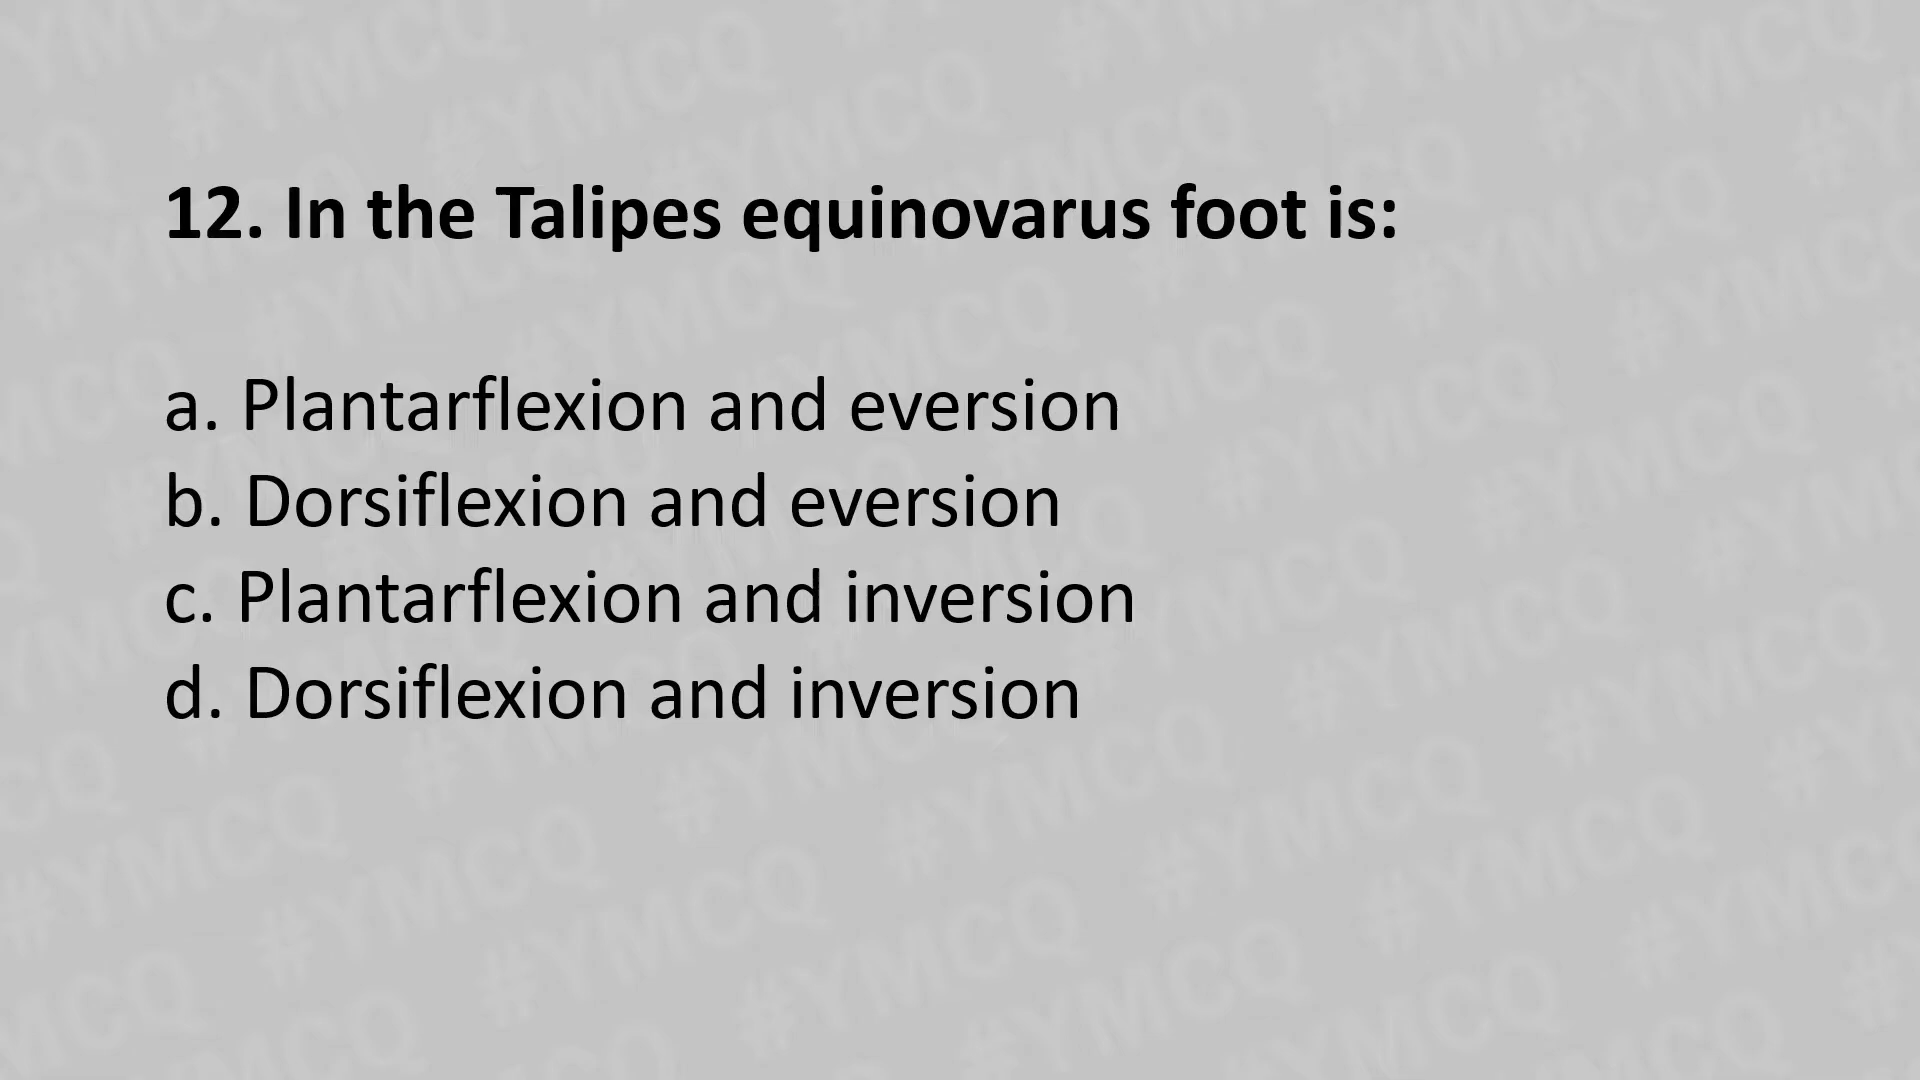 12. In the Talipes equinovarus foot is:
a. Plantarflexion and eversion
b. Dorsiflexion and eversion
c. Plantarflexion and inversion
d. Dorsiflexion and inversion
#YMCQ